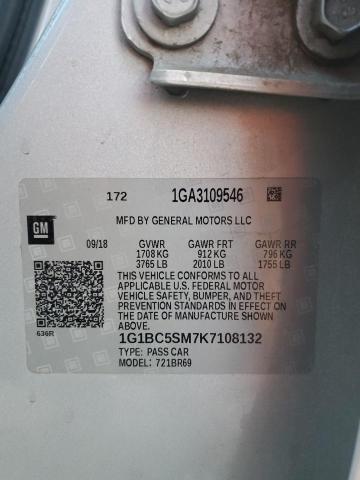 172 1GA3109546
GM
MFD BY GENERAL MOTORS LLC
09/18 GVWR GAWR FRT GAWR RR
1708 KG 912 KG 796 KG
3765 LB 2010 LB 1755 LB
THIS VEHICLE CONFORMS TO ALL
APPLICABLE U.S. FEDERAL MOTOR
VEHICLE SAFETY, BUMPER, AND THEFT
PREVENTION STANDARDS IN EFFECT ON
THE DATE OF MANUFACTURE SHOWN
ABOVE.
636R
1G1BC5SM7K7108132
TYPE: PASS CAR
MODEL: 721BR69